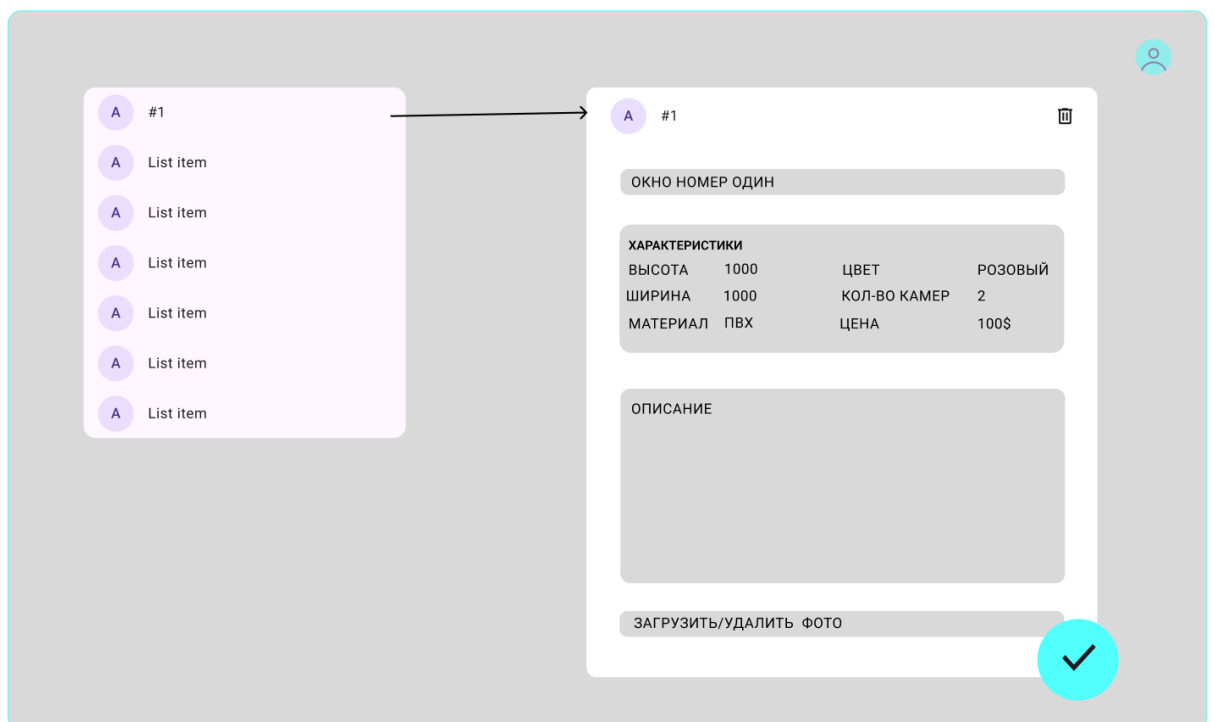 A #1
A List item
A List item
A List item
A List item
A List item
A List item
A #1
ОКНО НОМЕР ОДИН
ХАРАКТЕРИСТИКИ
ВЫСОТА 1000 ЦВЕТ РОЗОВЫЙ
ШИРИНА 1000 КОЛ-ВО КАМЕР 2
МАТЕРИАЛ ПВХ ЦЕНА 100$
ОПИСАНИЕ
ЗАГРУЗИТЬ/УДАЛИТЬ ФОТО